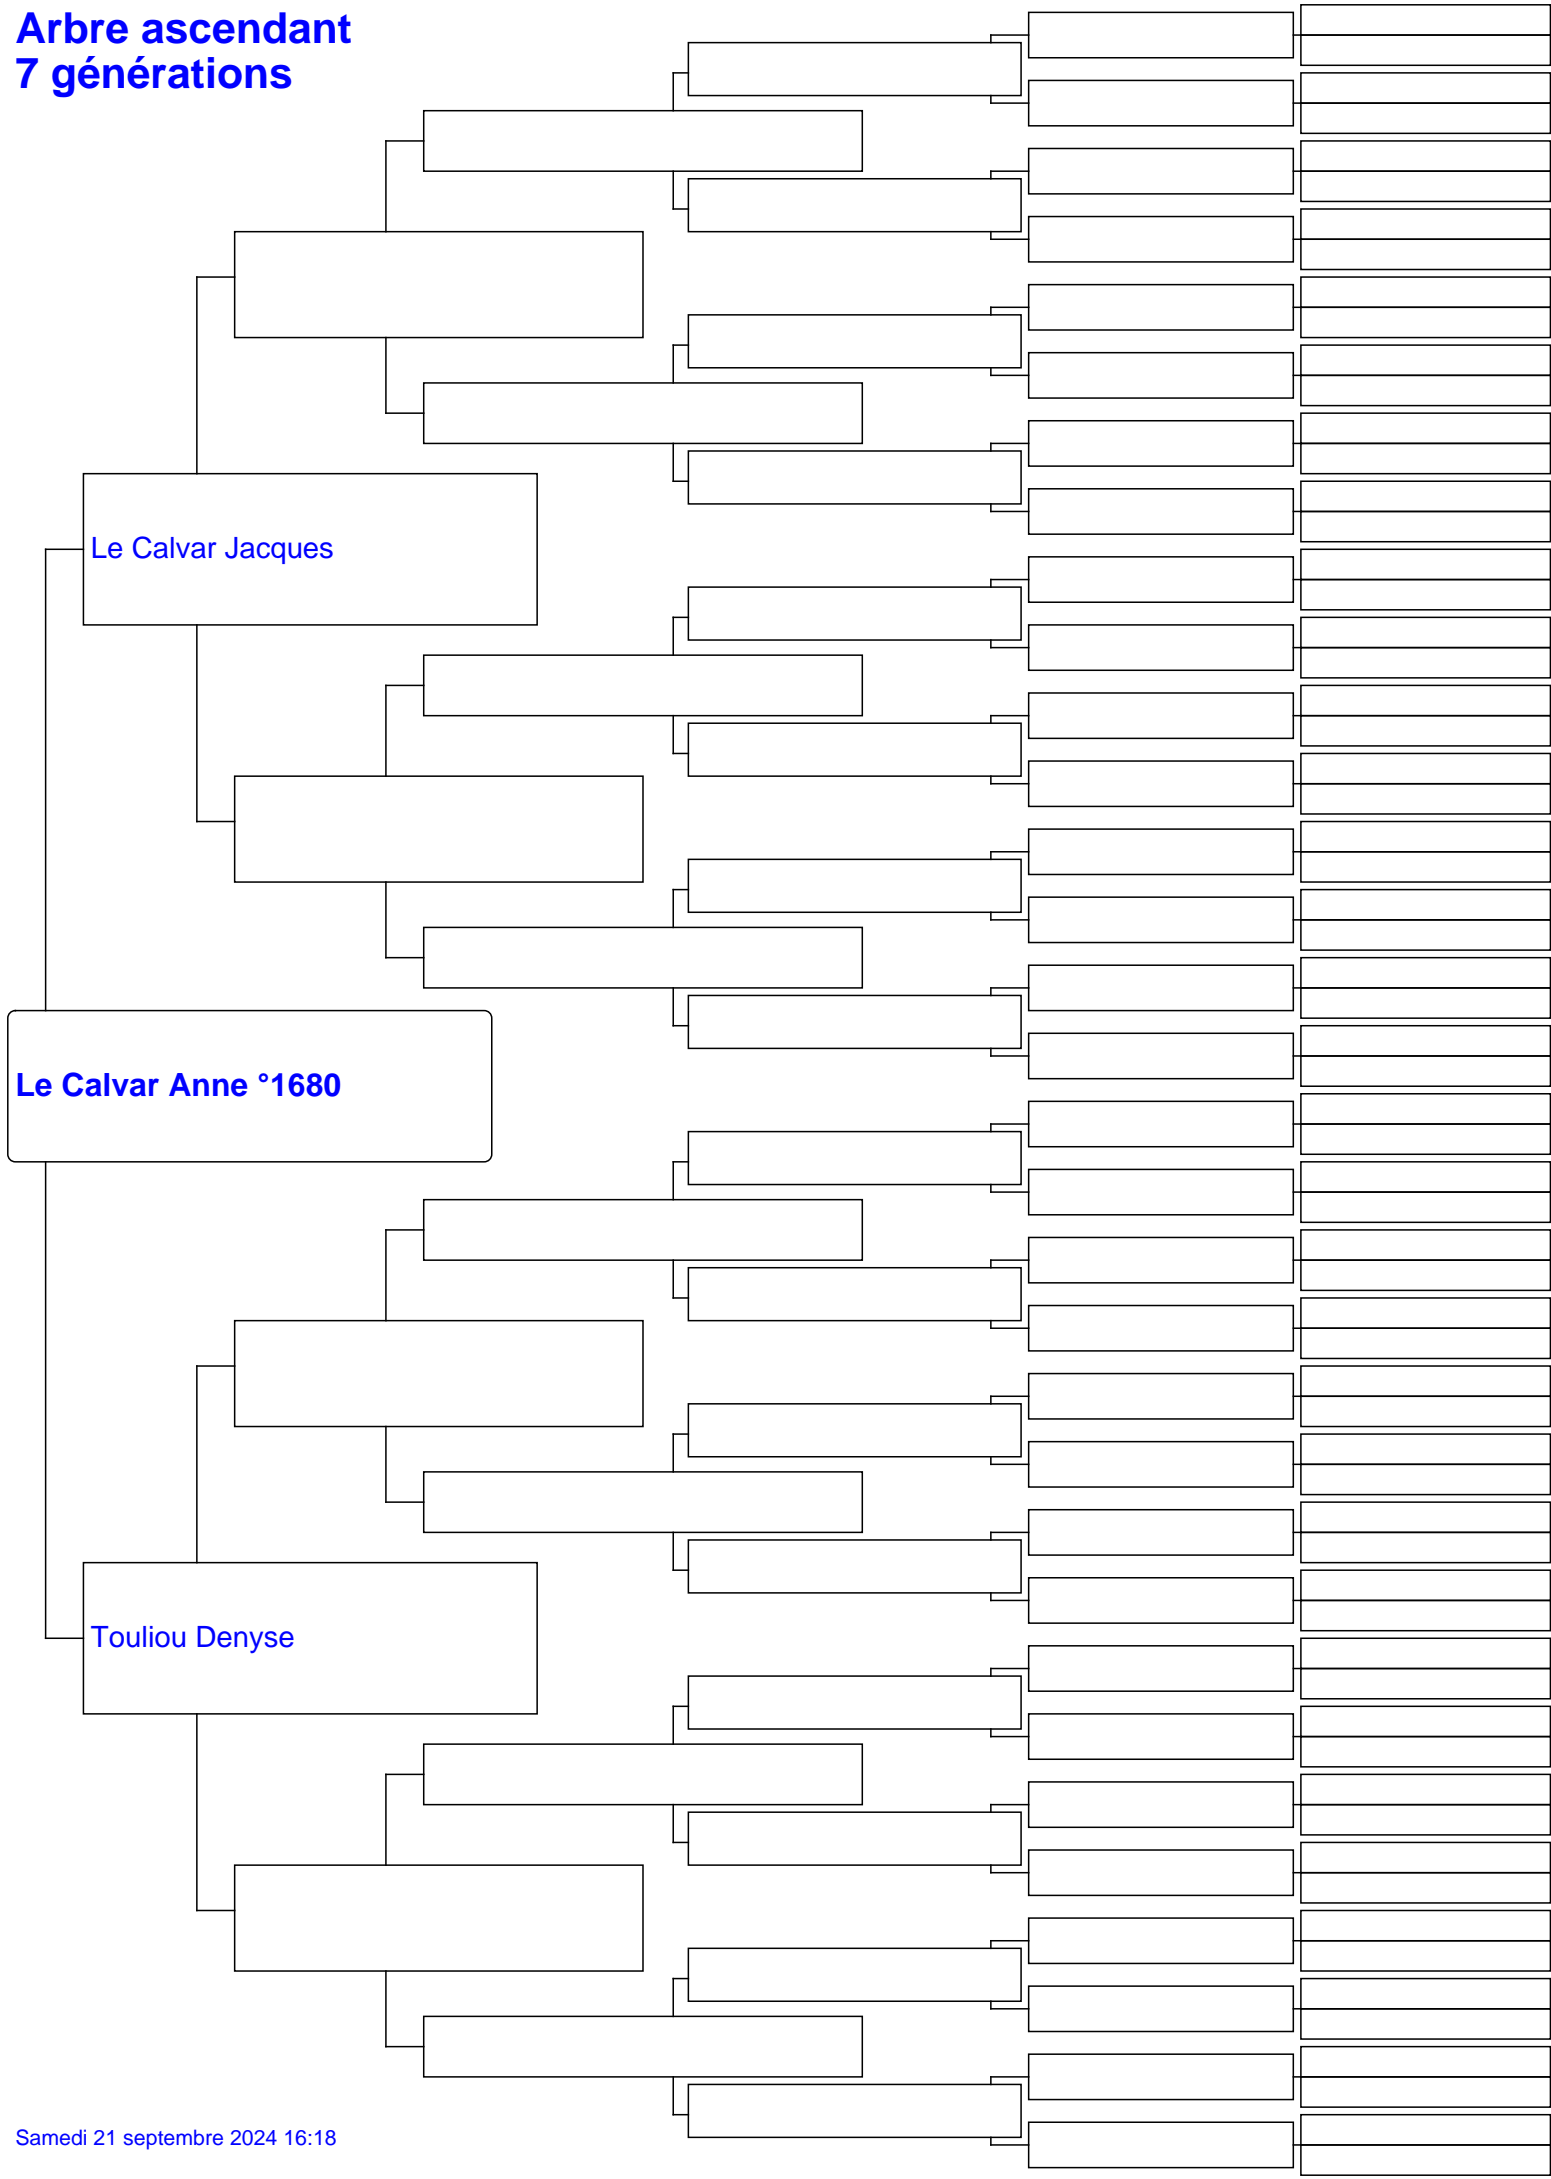 Arbre ascendant
7 générations
Le Calvar Jacques
Le Calvar Anne °1680
Touliou Denyse
Samedi 21 septembre 2024 16:18